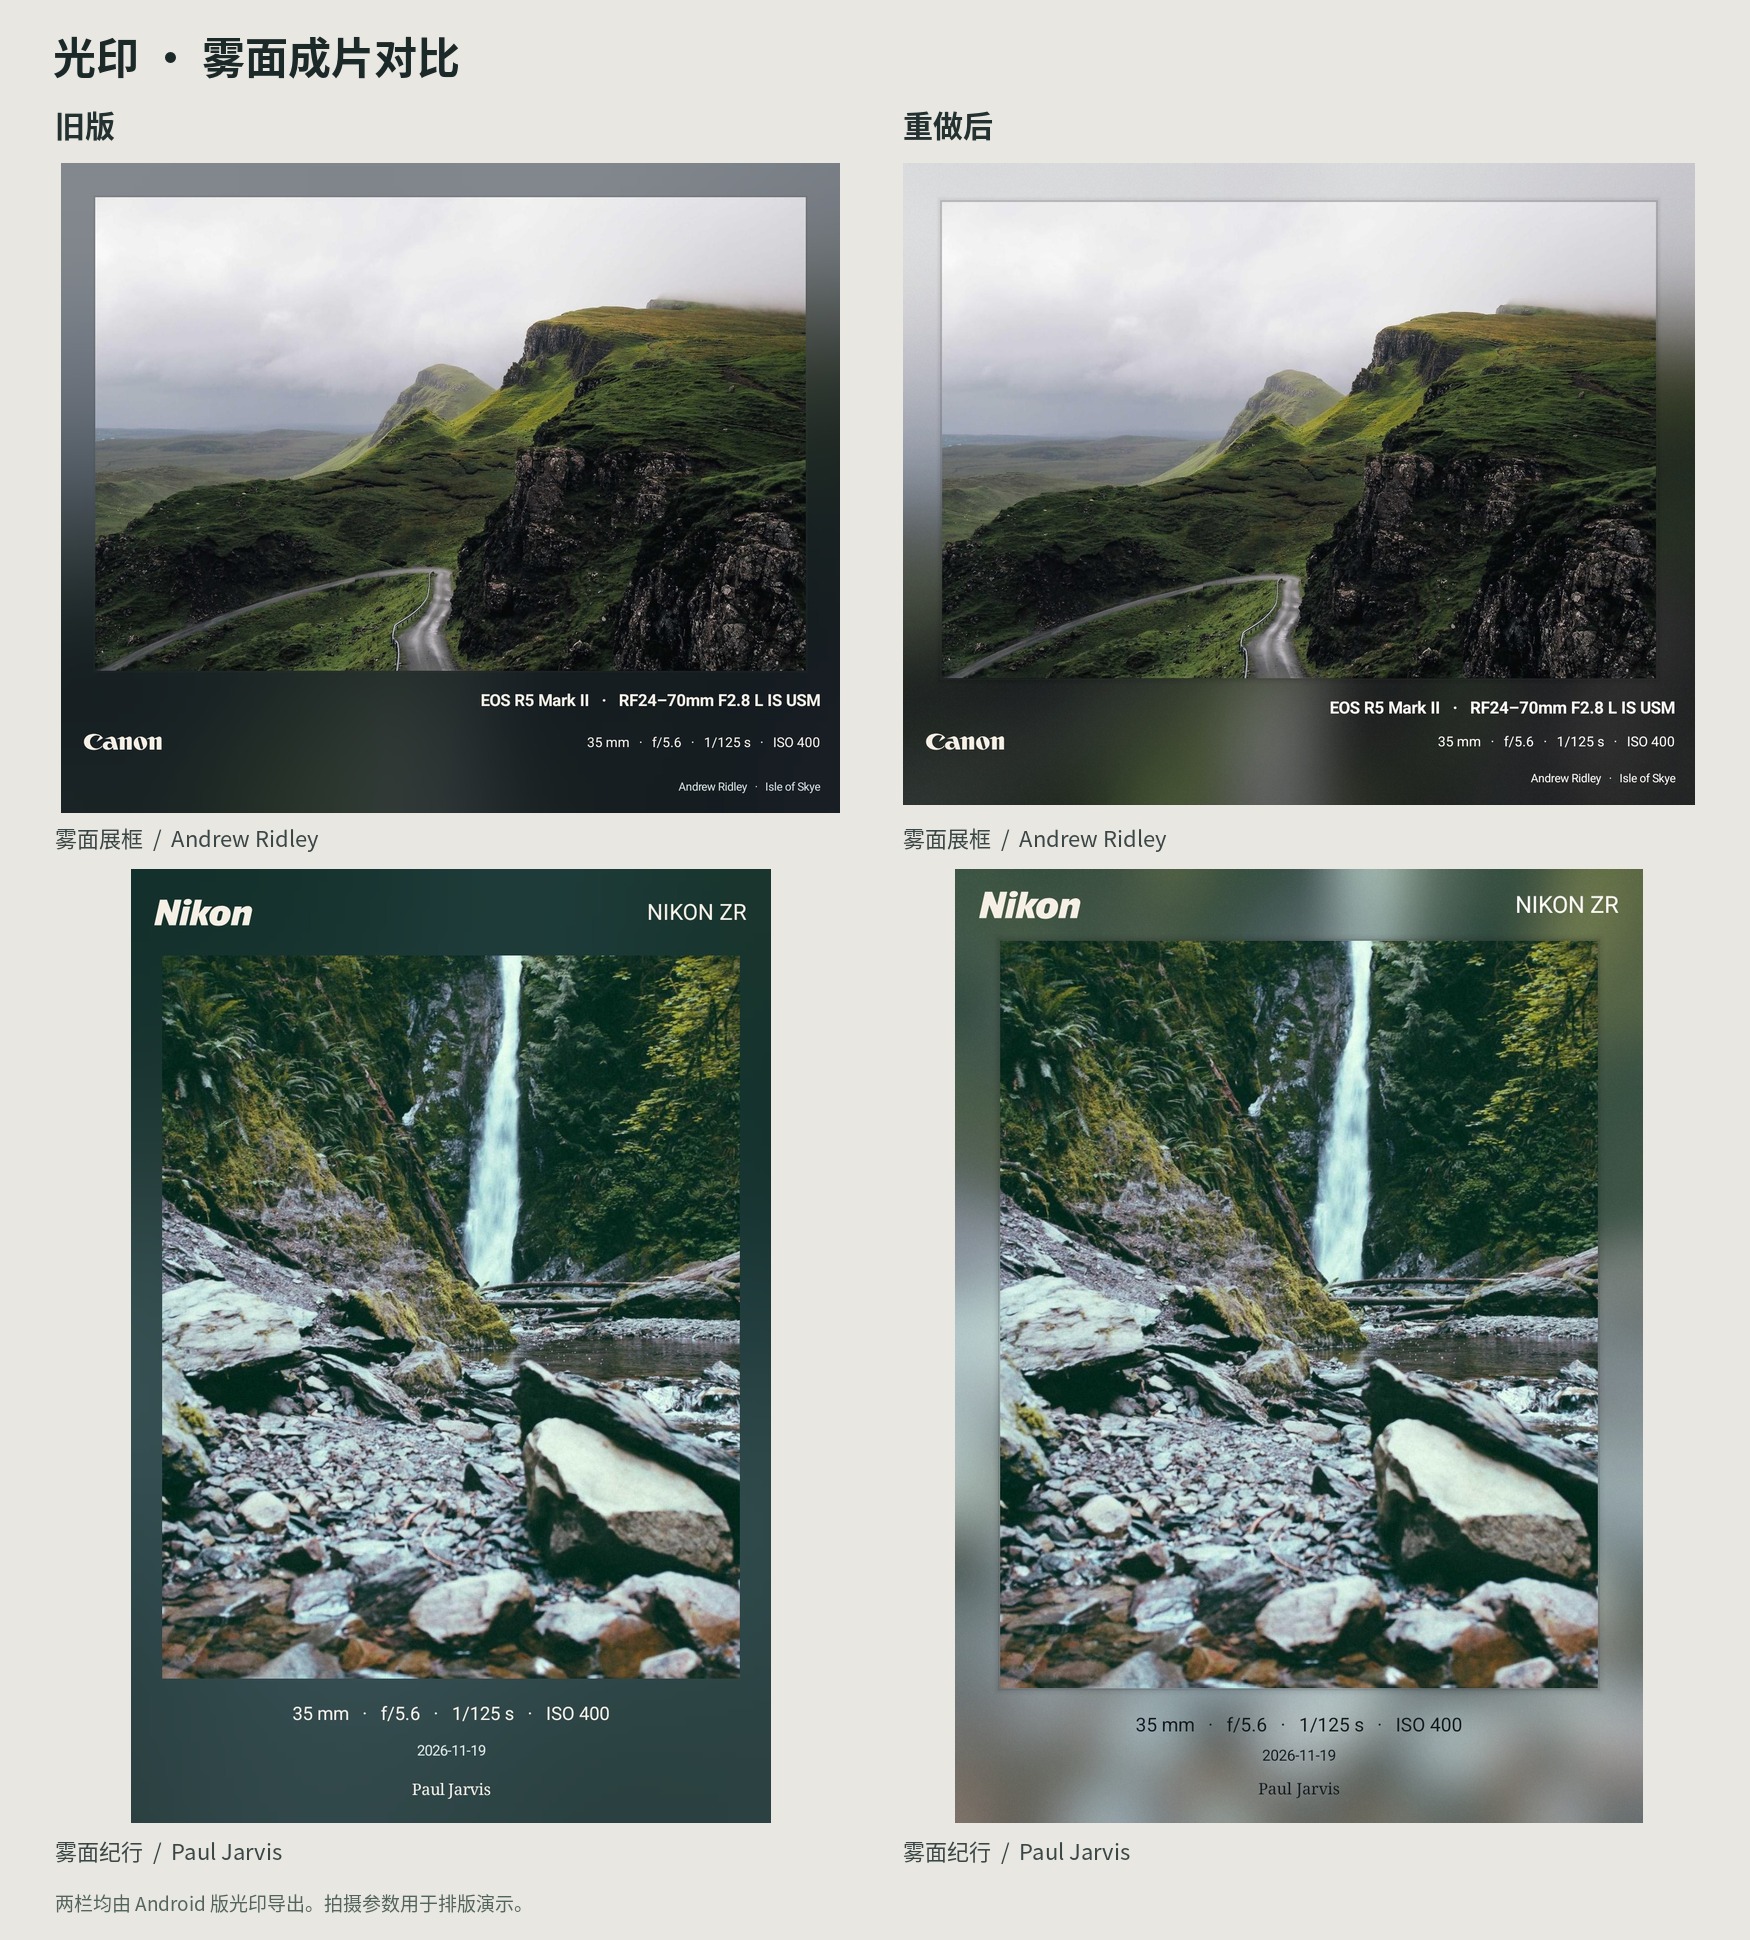 光印 • 雾面成片对比
旧版
重做后
EOS R5 Mark II · RF24–70mm F2.8 L IS USM
Canon
35 mm · f/5.6 · 1/125 s · ISO 400
Andrew Ridley · Isle of Skye
EOS R5 Mark II · RF24–70mm F2.8 L IS USM
Canon
35 mm · f/5.6 · 1/125 s · ISO 400
Andrew Ridley · Isle of Skye
雾面展框 / Andrew Ridley
雾面展框 / Andrew Ridley
Nikon
NIKON ZR
35 mm · f/5.6 · 1/125 s · ISO 400
2026-11-19
Paul Jarvis
Nikon
NIKON ZR
35 mm · f/5.6 · 1/125 s · ISO 400
2026-11-19
Paul Jarvis
雾面纪行 / Paul Jarvis
雾面纪行 / Paul Jarvis
两栏均由 Android 版光印导出。拍摄参数用于排版演示。